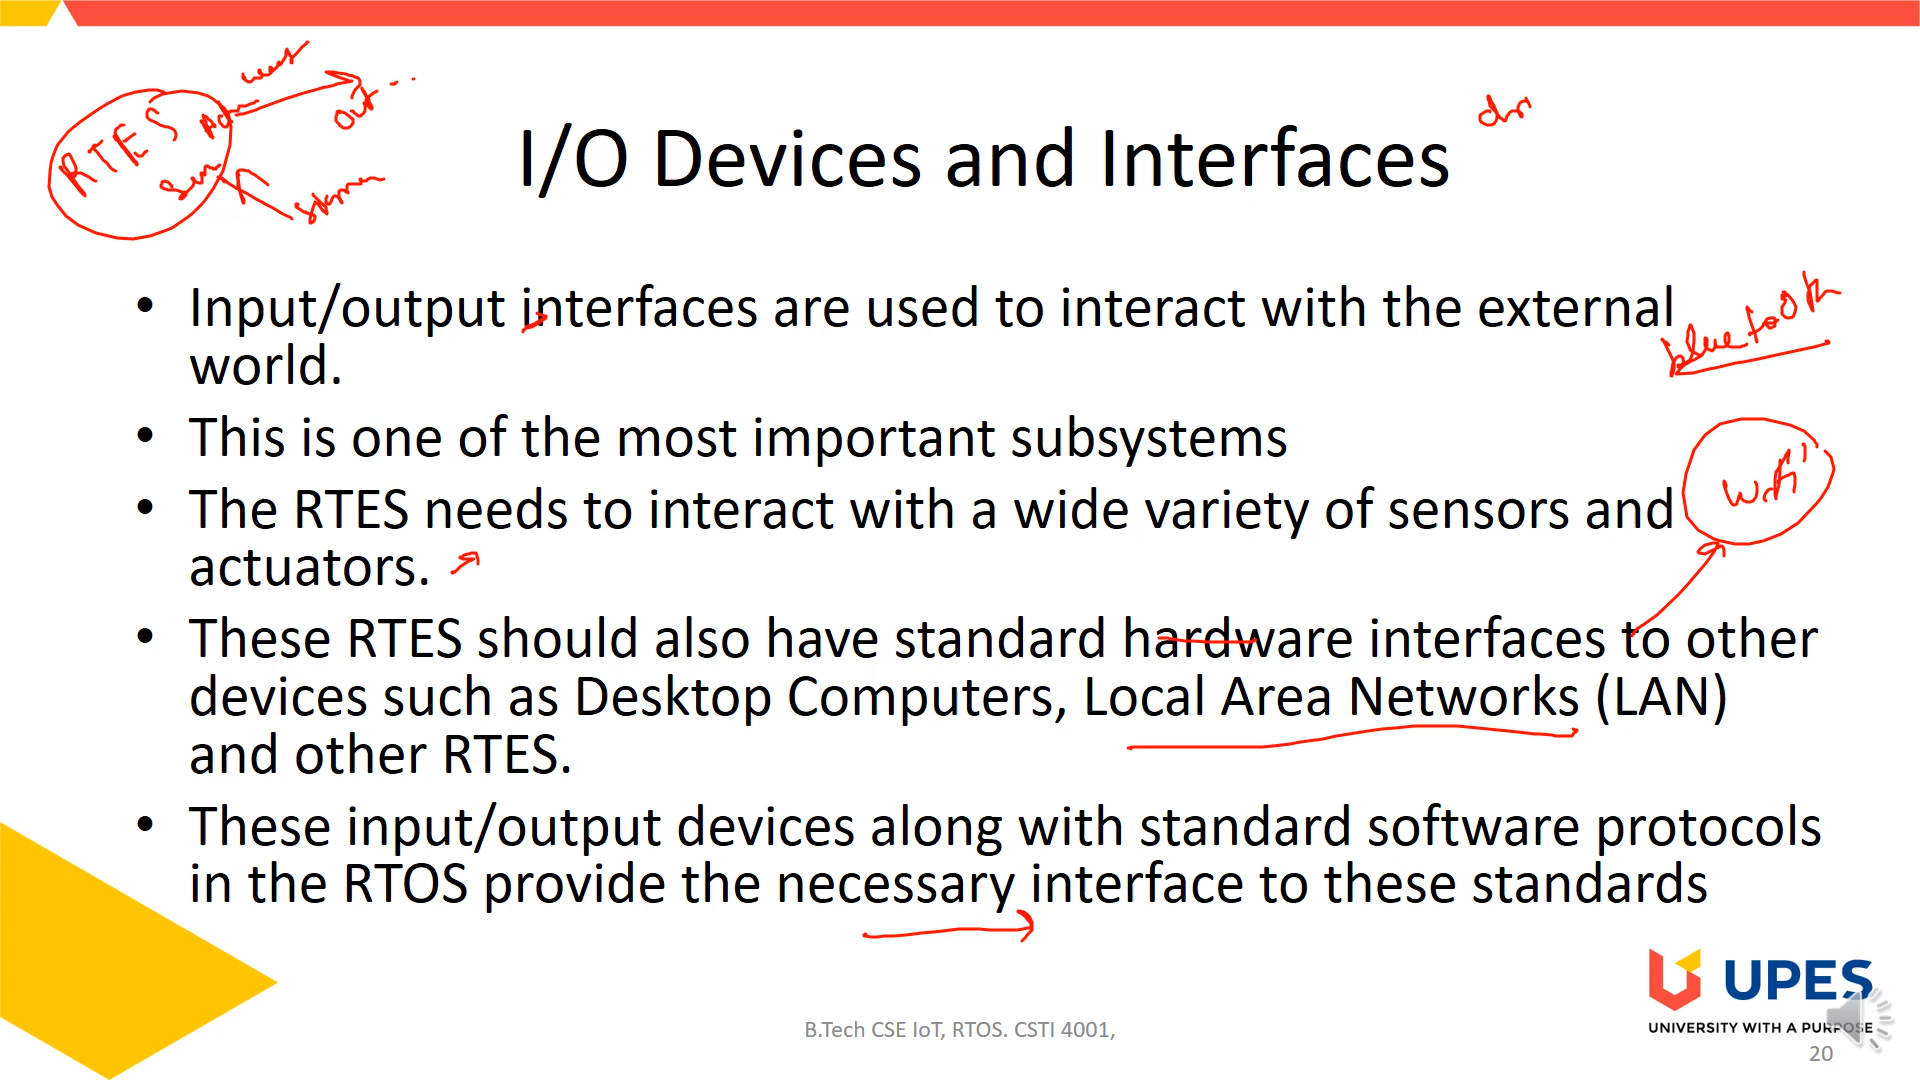 RTES
Out
I/O Devices and Interfaces
• Input/output interfaces are used to interact with the external
world.
bluetooth
• This is one of the most important subsystems
• The RTES needs to interact with a wide variety of sensors and
actuators.
Wifi
• These RTES should also have standard hardware interfaces to other
devices such as Desktop Computers, Local Area Networks (LAN)
and other RTES.
• These input/output devices along with standard software protocols
in the RTOS provide the necessary interface to these standards
UPES
UNIVERSITY WITH A PURPOSE
B.Tech CSE IoT, RTOS. CSTI 4001,
20